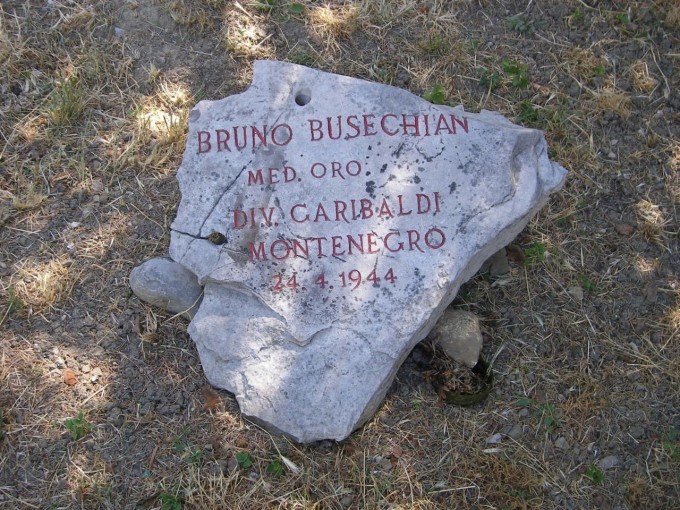 BRUNO BUSECHIAN
MED. ORO
DIV. GARIBALDI
MONTENEGRO
24 4 1944